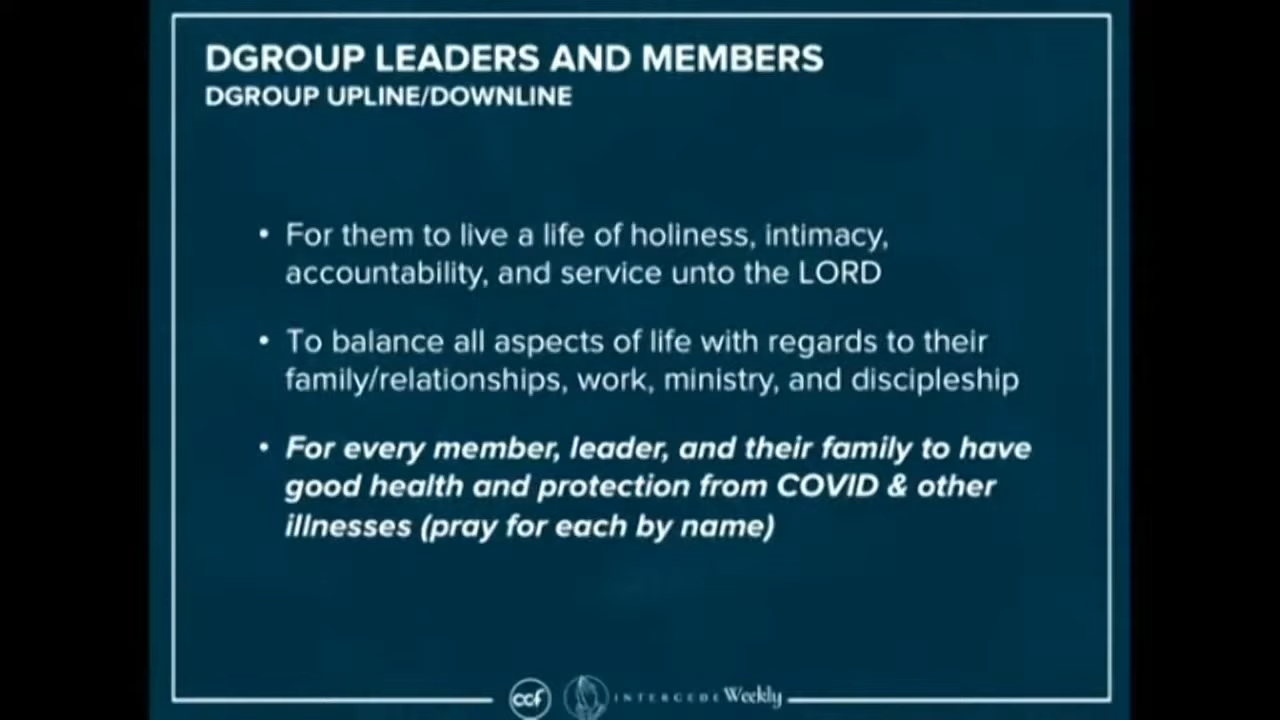 DGROUP LEADERS AND MEMBERS
DGROUP UPLINE/DOWNLINE
• For them to live a life of holiness, intimacy,
accountability, and service unto the LORD
• To balance all aspects of life with regards to their
family/relationships, work, ministry, and discipleship
• For every member, leader, and their family to have
good health and protection from COVID & other
illnesses (pray for each by name)
ccf INTERCEDE Weekly